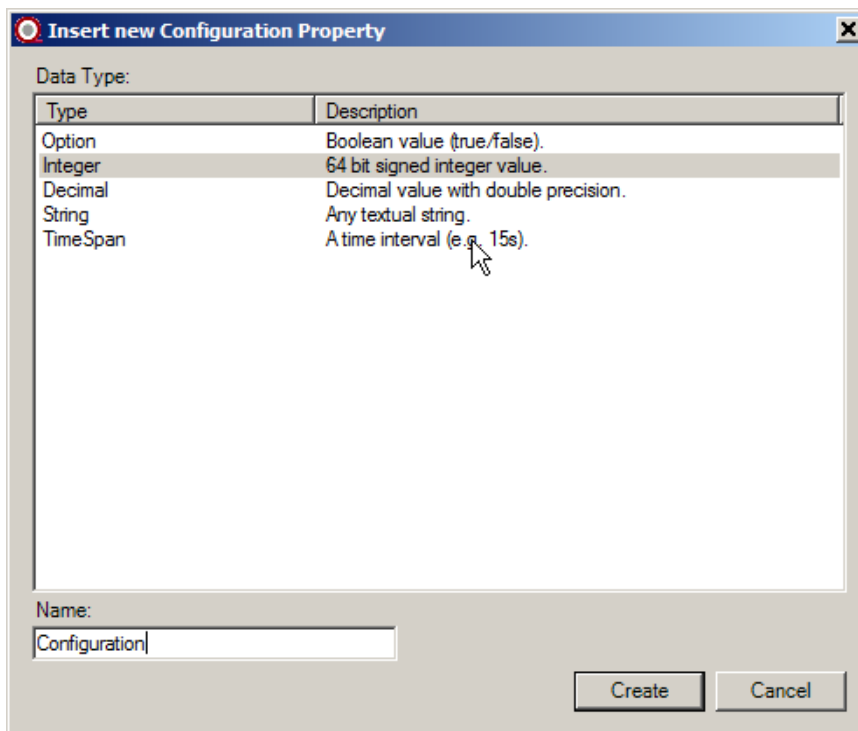 Insert new Configuration Property
Data Type:
Type Description
Option Boolean value (true/false).
Integer 64 bit signed integer value.
Decimal Decimal value with double precision.
String Any textual string.
TimeSpan A time interval (e.g. 15s).
Name:
Configuration
Create Cancel